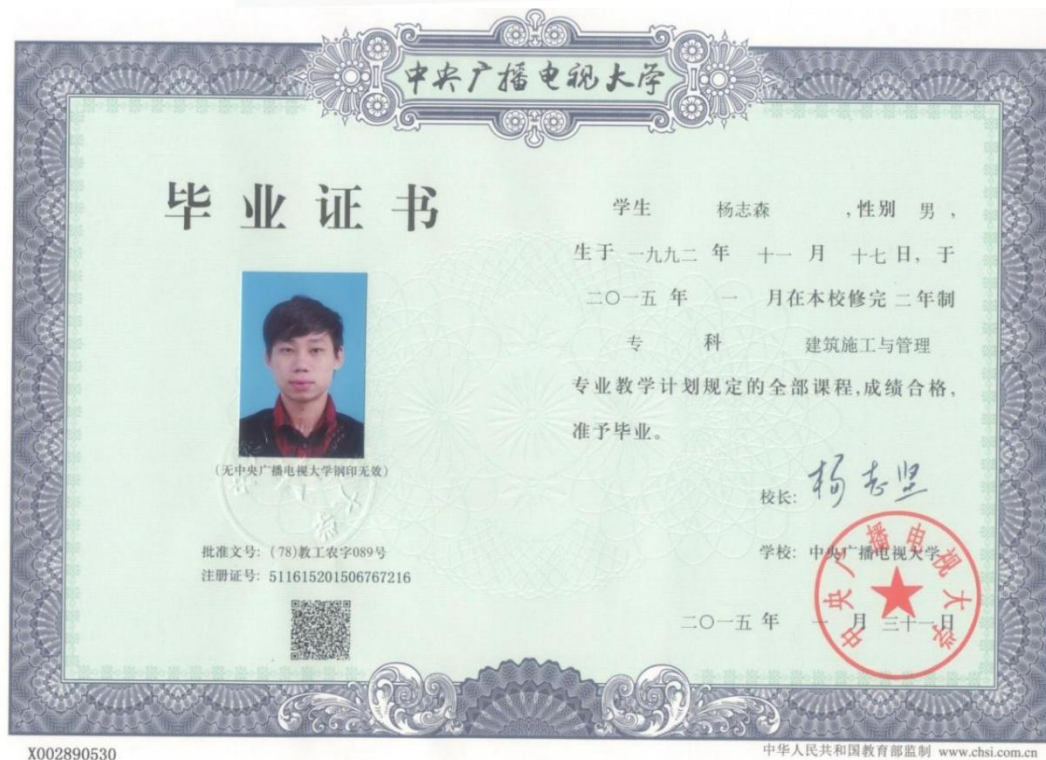 中央广播电视大学
毕业证书
(无中央广播电视大学钢印无效)
批准文号: (78)教工农字089号
注册证号: 511615201506767216
学生 杨志森 ,性别 男 ,
生于 一九九二 年 十一 月 十七 日, 于
二〇一五 年 一 月在本校修完 二 年制
专 科 建筑施工与管理
专业教学计划规定的全部课程,成绩合格,
准予毕业。
校长: 杨志坚
学校: 中央广播电视大学
中央广播电视大学
二〇一五 年 一 月 三十一 日
X002890530
中华人民共和国教育部监制 www.chsi.com.cn